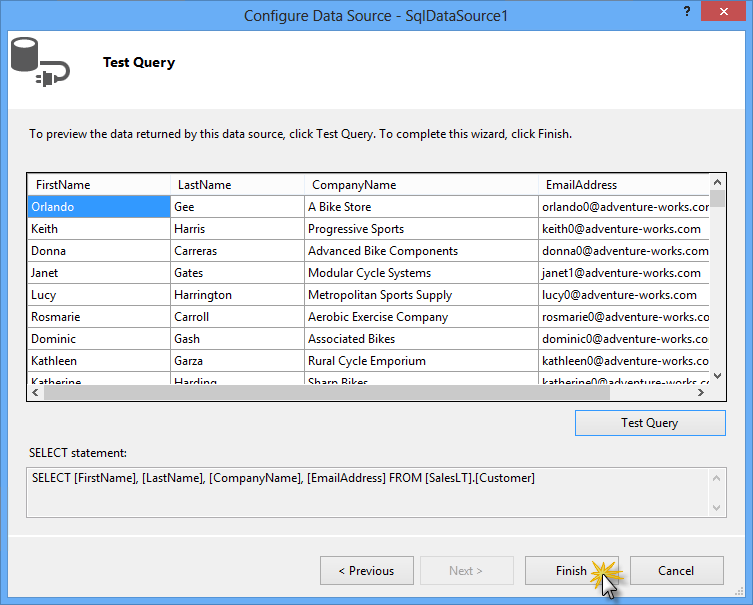 Configure Data Source - SqlDataSource1
?
Test Query
To preview the data returned by this data source, click Test Query. To complete this wizard, click Finish.
FirstName LastName CompanyName EmailAddress
Orlando Gee A Bike Store orlando0@adventure-works.cor
Keith Harris Progressive Sports keith0@adventure-works.com
Donna Carreras Advanced Bike Components donna0@adventure-works.com
Janet Gates Modular Cycle Systems janet1@adventure-works.com
Lucy Harrington Metropolitan Sports Supply lucy0@adventure-works.com
Rosmarie Carroll Aerobic Exercise Company rosmarie0@adventure-works.co
Dominic Gash Associated Bikes dominic0@adventure-works.co
Kathleen Garza Rural Cycle Emporium kathleen0@adventure-works.co
Katherine Harding Sharp Bikes katherine0@adventure-works.co
Test Query
SELECT statement:
SELECT [FirstName], [LastName], [CompanyName], [EmailAddress] FROM [SalesLT].[Customer]
< Previous Next > Finish Cancel